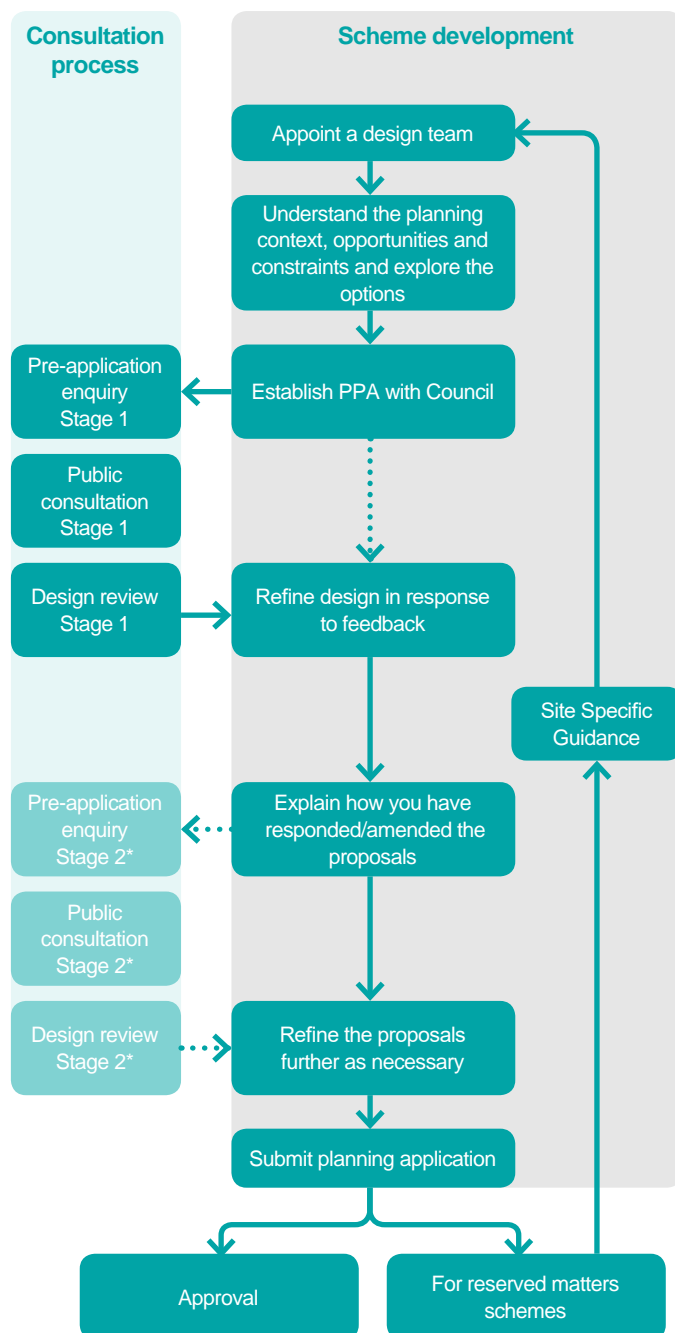 Consultation
process
Scheme development
Appoint a design team
Understand the planning
context, opportunities and
constraints and explore the
options
Pre-application
enquiry
Stage 1
Establish PPA with Council
Public
consultation
Stage 1
Design review
Stage 1
Refine design in response
to feedback
Site Specific
Guidance
Pre-application
enquiry
Stage 2*
Explain how you have
responded/amended the
proposals
Public
consultation
Stage 2*
Design review
Stage 2*
Refine the proposals
further as necessary
Submit planning application
Approval
For reserved matters
schemes